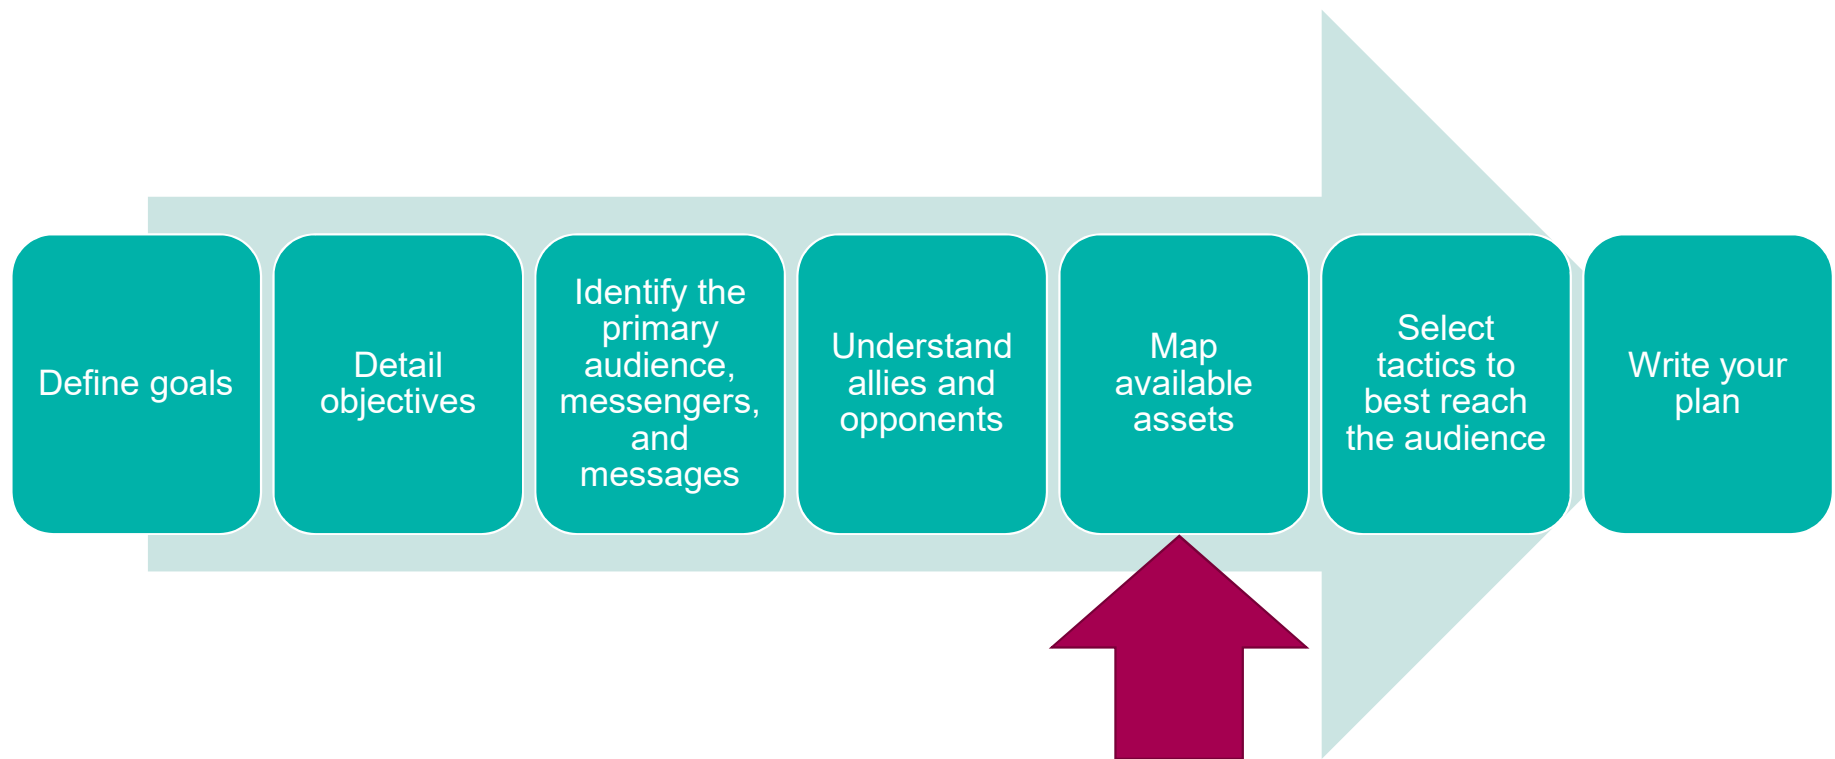 Define goals
Detail
objectives
Identify the
primary
audience,
messengers,
and
messages
Understand
allies and
opponents
Map
available
assets
Select
tactics to
best reach
the audience
Write your
plan